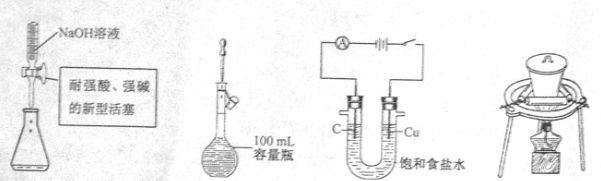 NaOH溶液
耐强酸、强碱
的新型活塞
100 mL
容量瓶
A
C
Cu
饱和食盐水